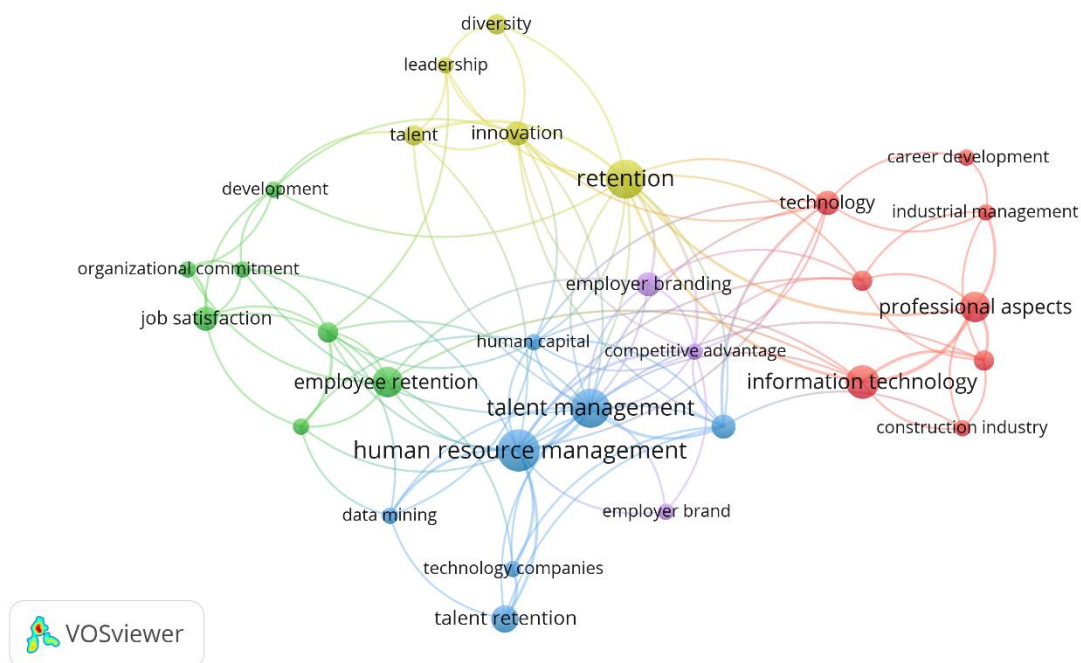 diversity
leadership
talent
innovation
retention
career development
development
technology
industrial management
organizational commitment
employer branding
professional aspects
job satisfaction
human capital
competitive advantage
employee retention
information technology
talent management
construction industry
human resource management
data mining
employer brand
technology companies
talent retention
VOSviewer